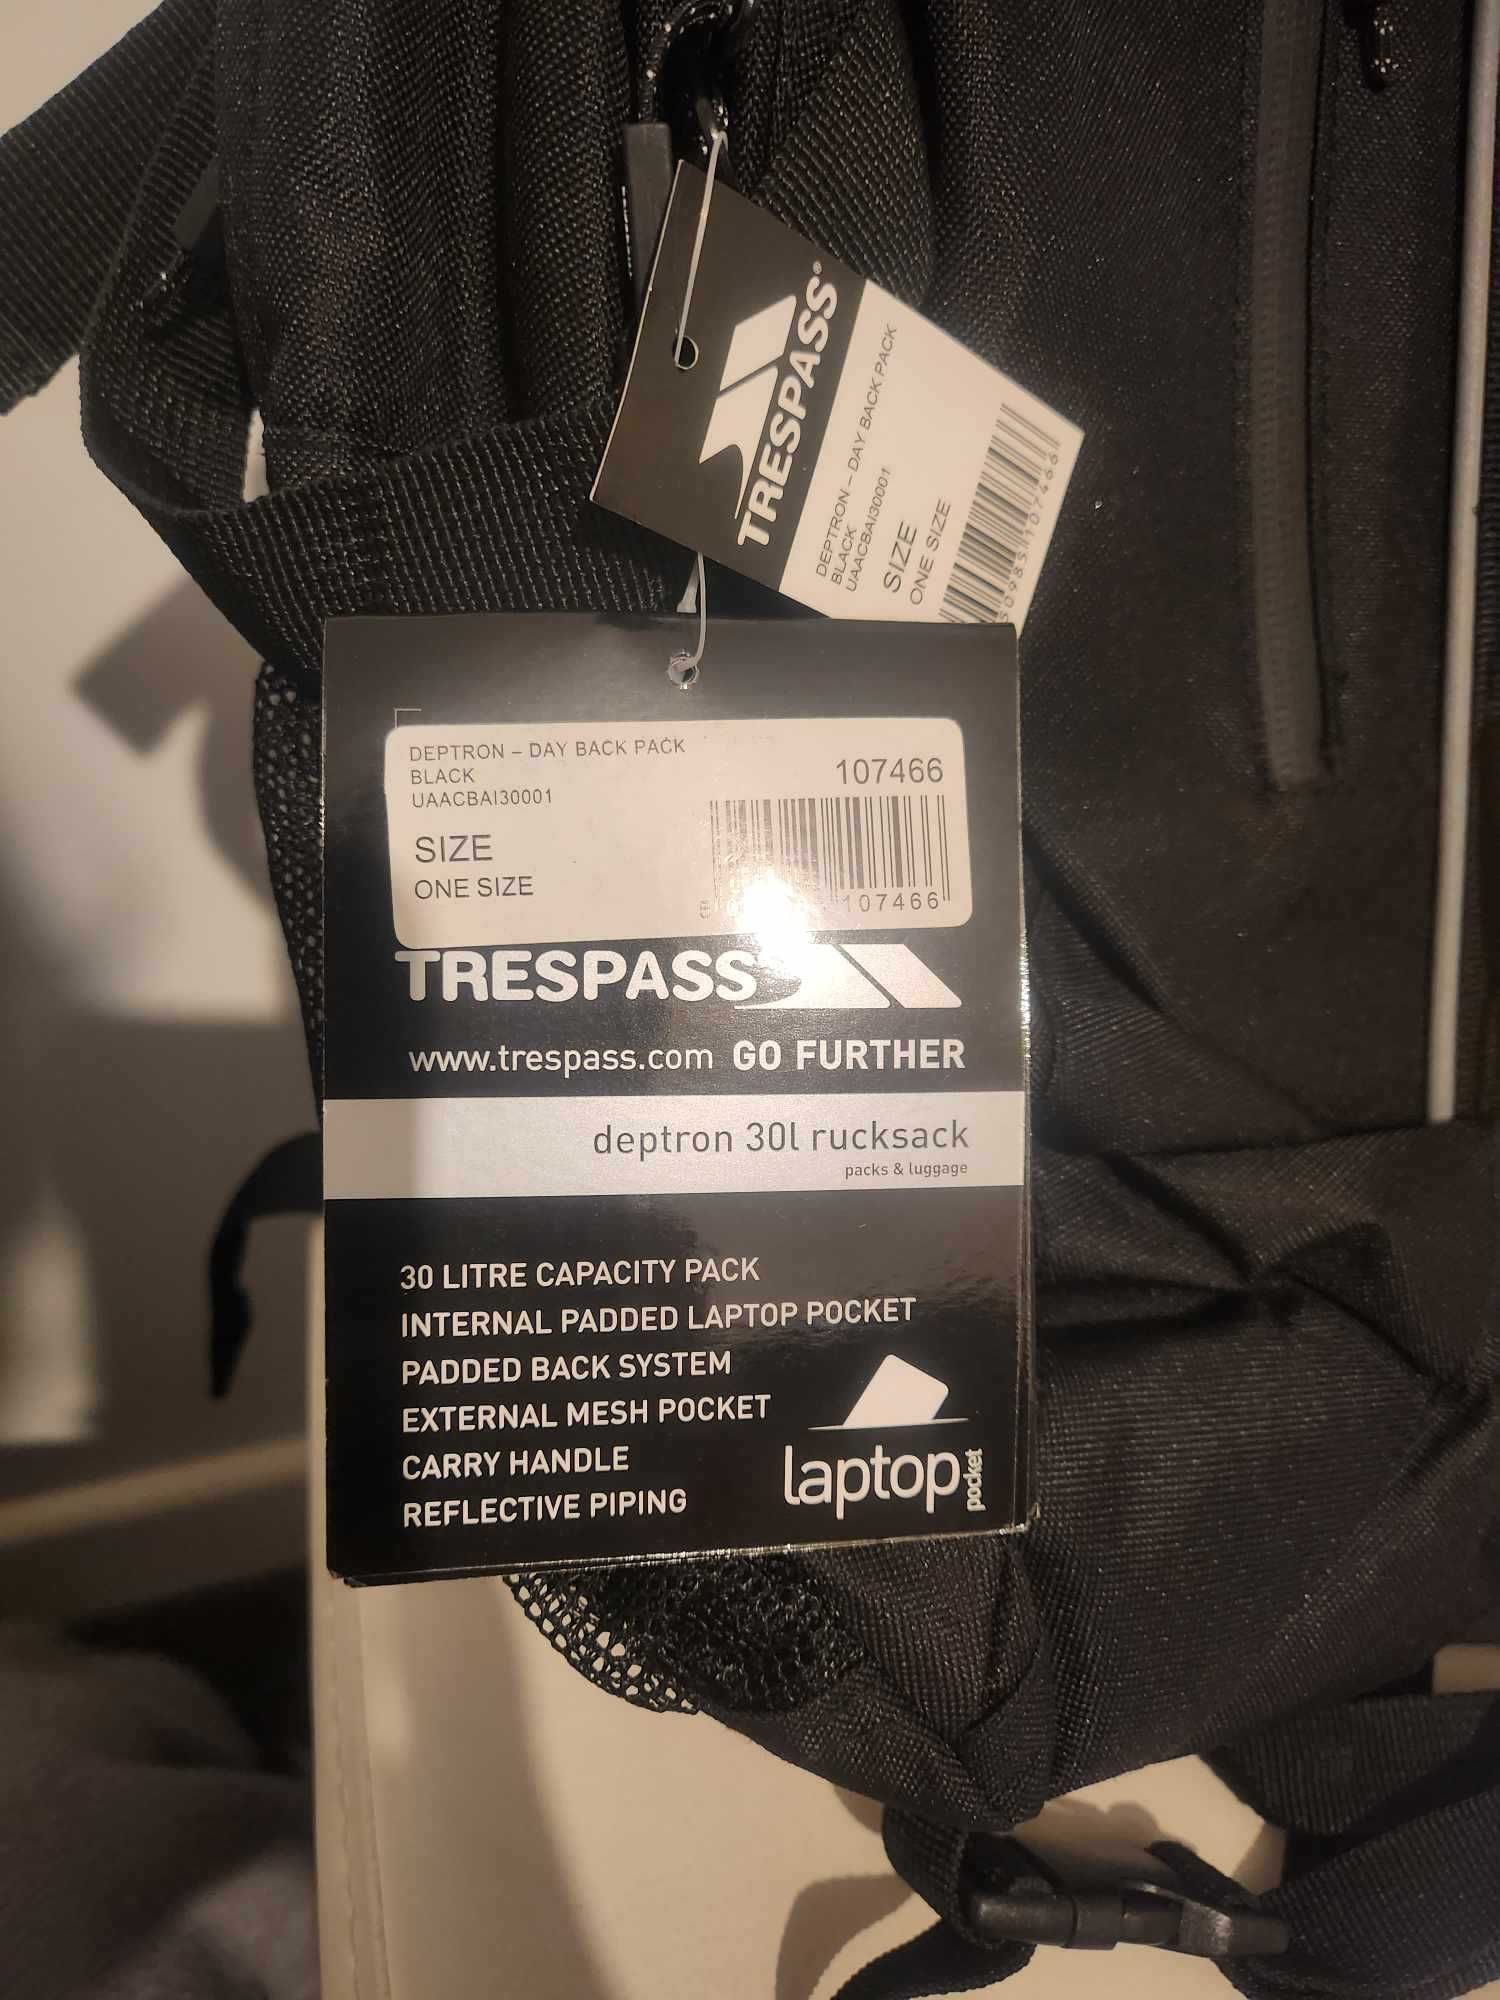 TRESPASS®
DEPTRON – DAY BACK PACK
BLACK
UAACBAI30001
SIZE
ONE SIZE
DEPTRON – DAY BACK PACK
BLACK
UAACBAI30001
107466
SIZE
ONE SIZE
107466
TRESPASS
www.trespass.com GO FURTHER
deptron 30l rucksack
packs & luggage
30 LITRE CAPACITY PACK
INTERNAL PADDED LAPTOP POCKET
PADDED BACK SYSTEM
EXTERNAL MESH POCKET
CARRY HANDLE
REFLECTIVE PIPING
laptop pocket